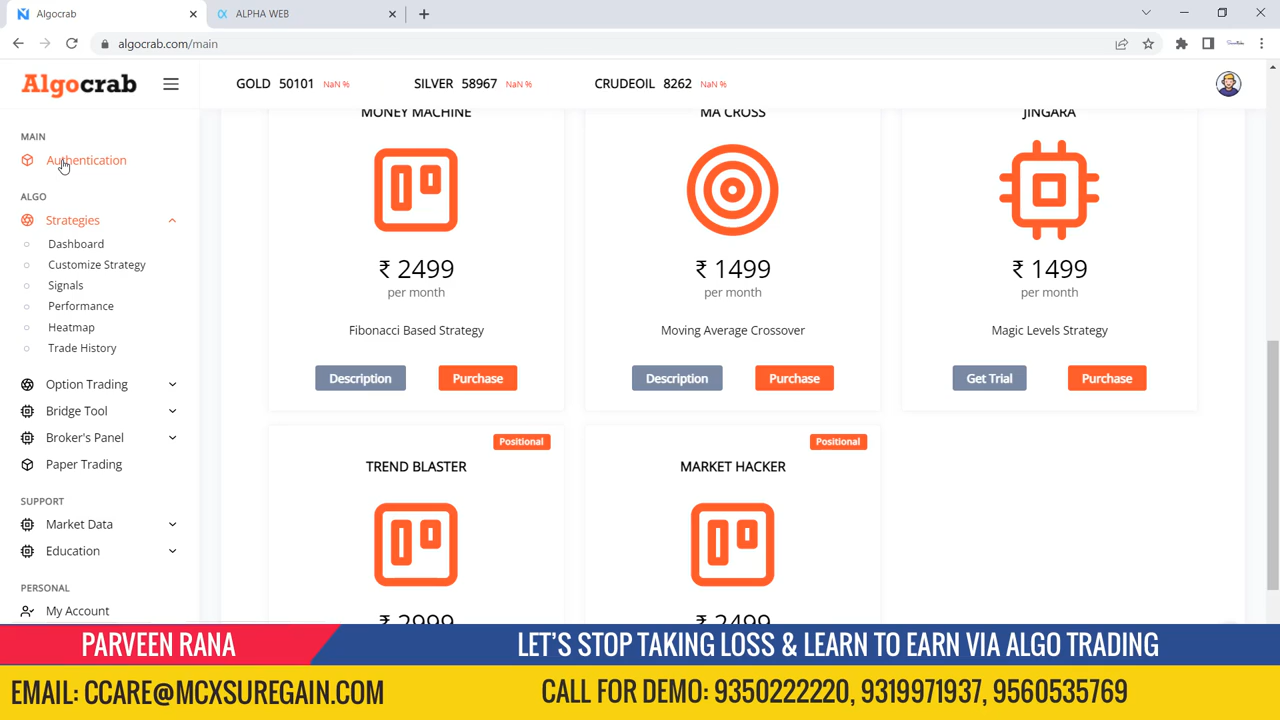 Algocrab
ALPHA WEB
algocrab.com/main
Algocrab
GOLD 50101 NaN %
SILVER 58967 NaN %
CRUDEOIL 8262 NaN %
MAIN
Authentication
ALGO
Strategies
Dashboard
Customize Strategy
Signals
Performance
Heatmap
Trade History
Option Trading
Bridge Tool
Broker's Panel
Paper Trading
SUPPORT
Market Data
Education
PERSONAL
My Account
MONEY MACHINE
₹ 2499
per month
Fibonacci Based Strategy
Description
Purchase
MA CROSS
₹ 1499
per month
Moving Average Crossover
Description
Purchase
JINGARA
₹ 1499
per month
Magic Levels Strategy
Get Trial
Purchase
Positional
TREND BLASTER
₹ 2999
Positional
MARKET HACKER
₹ 2499
PARVEEN RANA
LET'S STOP TAKING LOSS & LEARN TO EARN VIA ALGO TRADING
EMAIL: CCARE@MCXSUREGAIN.COM
CALL FOR DEMO: 9350222220, 9319971937, 9560535769